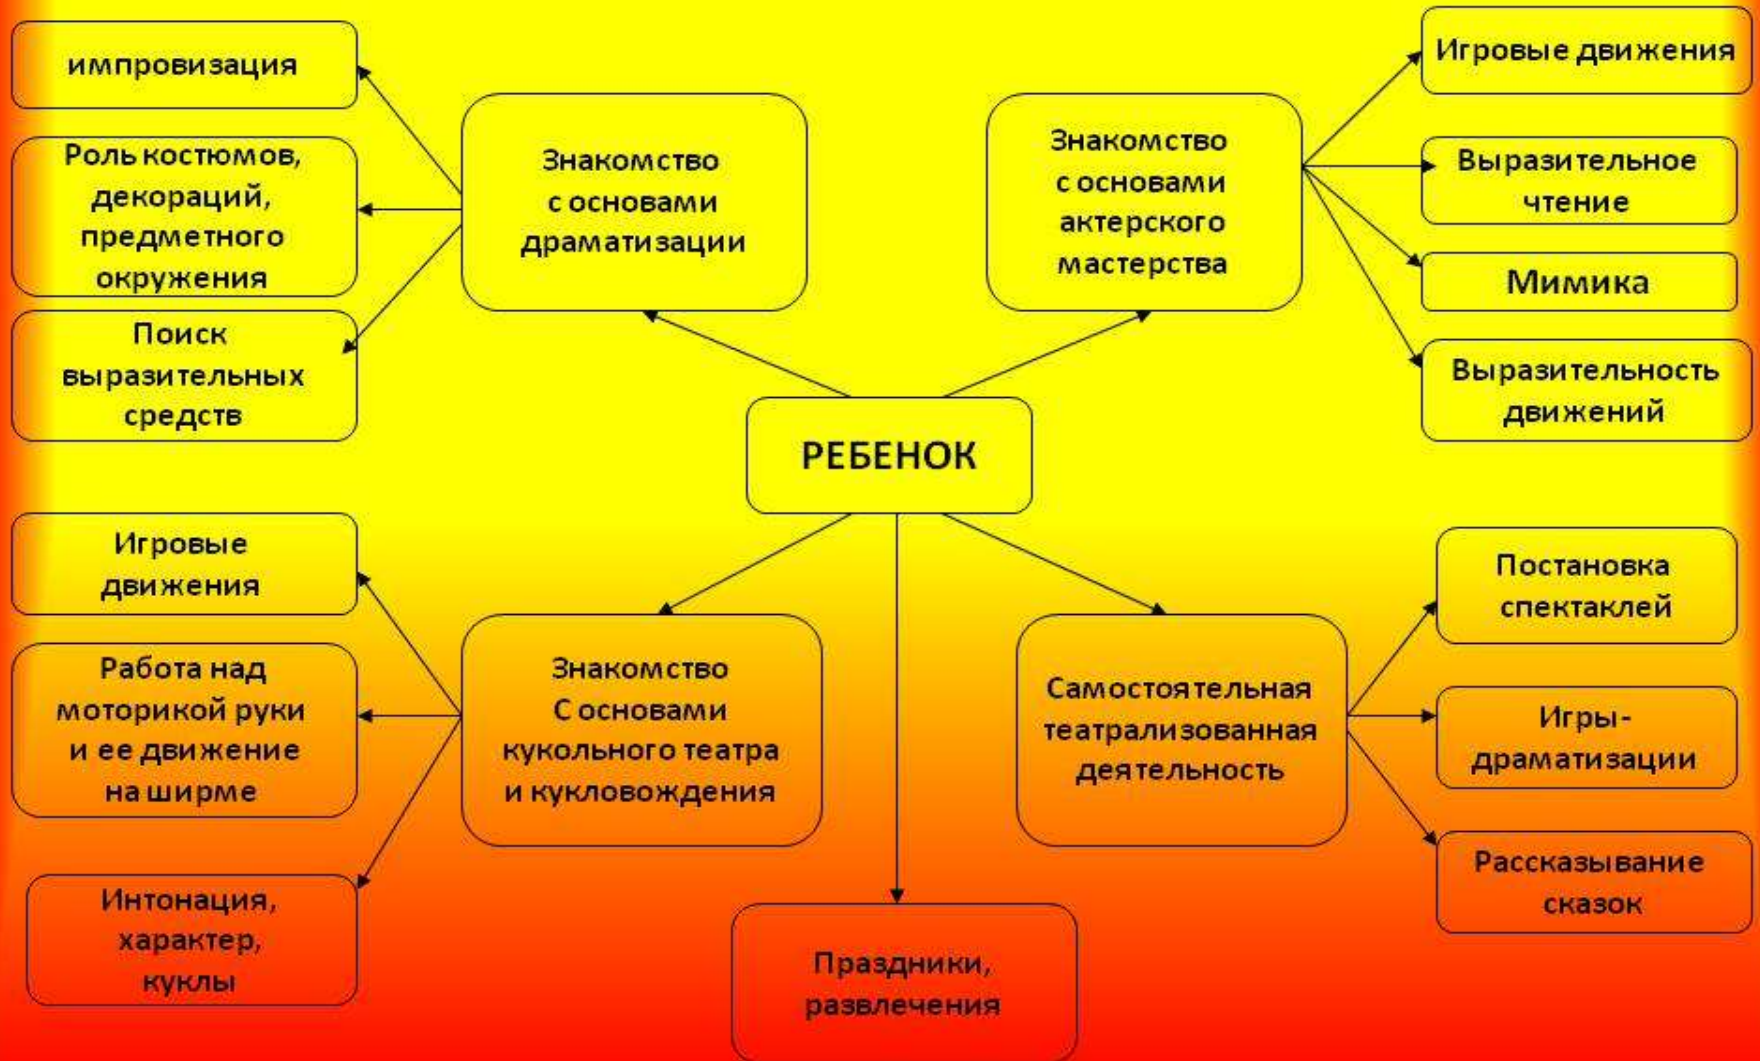 импровизация
Роль костюмов,
декораций,
предметного
окружения
Поиск
выразительных
средств
Знакомство
с основами
драматизации
Знакомство
с основами
актерского
мастерства
Игровые движения
Выразительное
чтение
Мимика
Выразительность
движений
РЕБЕНОК
Игровые
движения
Работа над
моторикой руки
и ее движение
на ширме
Интонация,
характер,
куклы
Знакомство
С основами
кукольного театра
и кукловождения
Праздники,
развлечения
Самостоятельная
театрализованная
деятельность
Постановка
спектаклей
Игры-
драматизации
Рассказывание
сказок